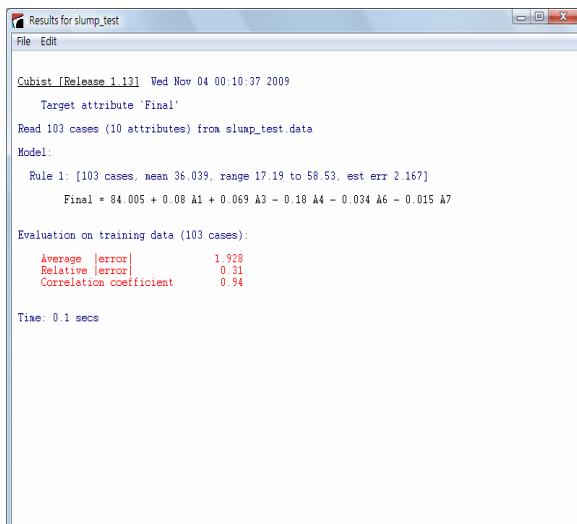 Results for slump_test
File Edit
Cubist [Release 1.13] Wed Nov 04 00:10:37 2009
Target attribute `Final'
Read 103 cases (10 attributes) from slump_test.data
Model:
Rule 1: [103 cases, mean 36.039, range 17.19 to 58.53, est err 2.167]
Final = 84.005 + 0.08 A1 + 0.069 A3 - 0.18 A4 - 0.034 A6 - 0.015 A7
Evaluation on training data (103 cases):
Average |error| 1.928
Relative |error| 0.31
Correlation coefficient 0.94
Time: 0.1 secs